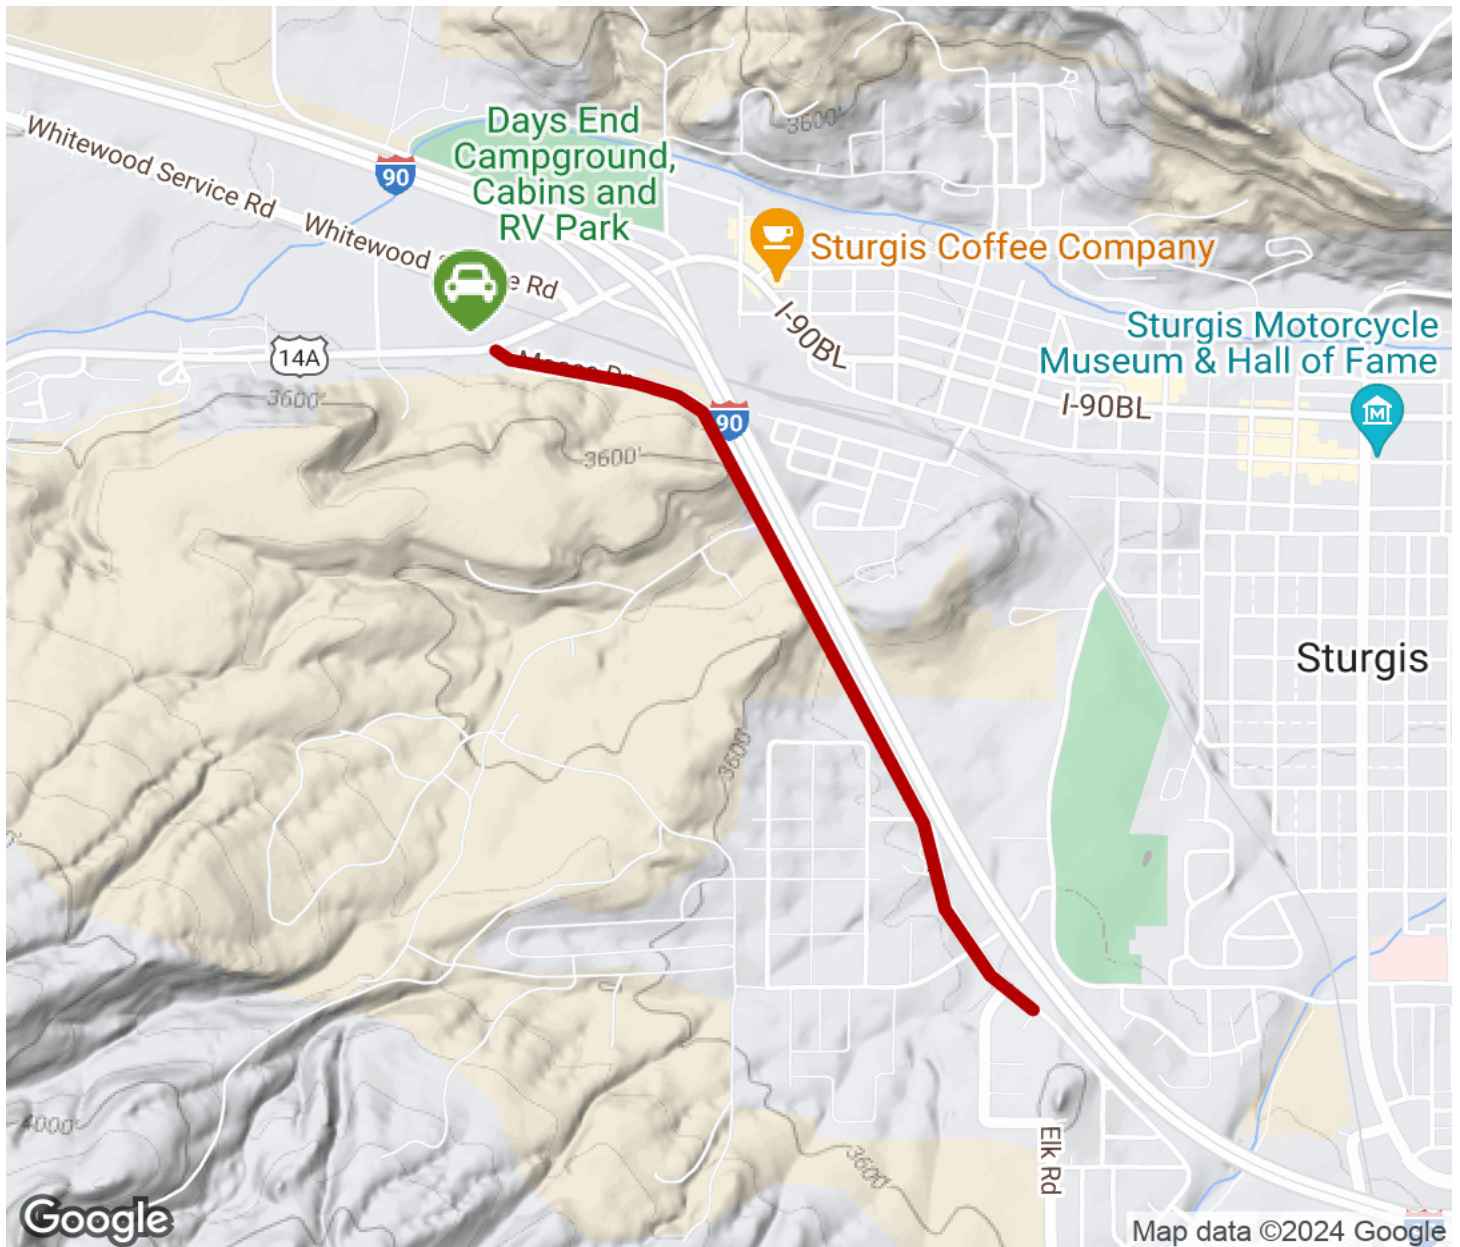 Days End
Campground,
Cabins and
RV Park
3600'
Whitewood Service Rd
90
Whitewood
e Rd
Sturgis Coffee Company
I-90BL
Sturgis Motorcycle
Museum & Hall of Fame
14A
3600'
90
I-90BL
M
3600'
Sturgis
3600'
4000'
Elk Rd
3600'
Google
Map data ©2024 Google